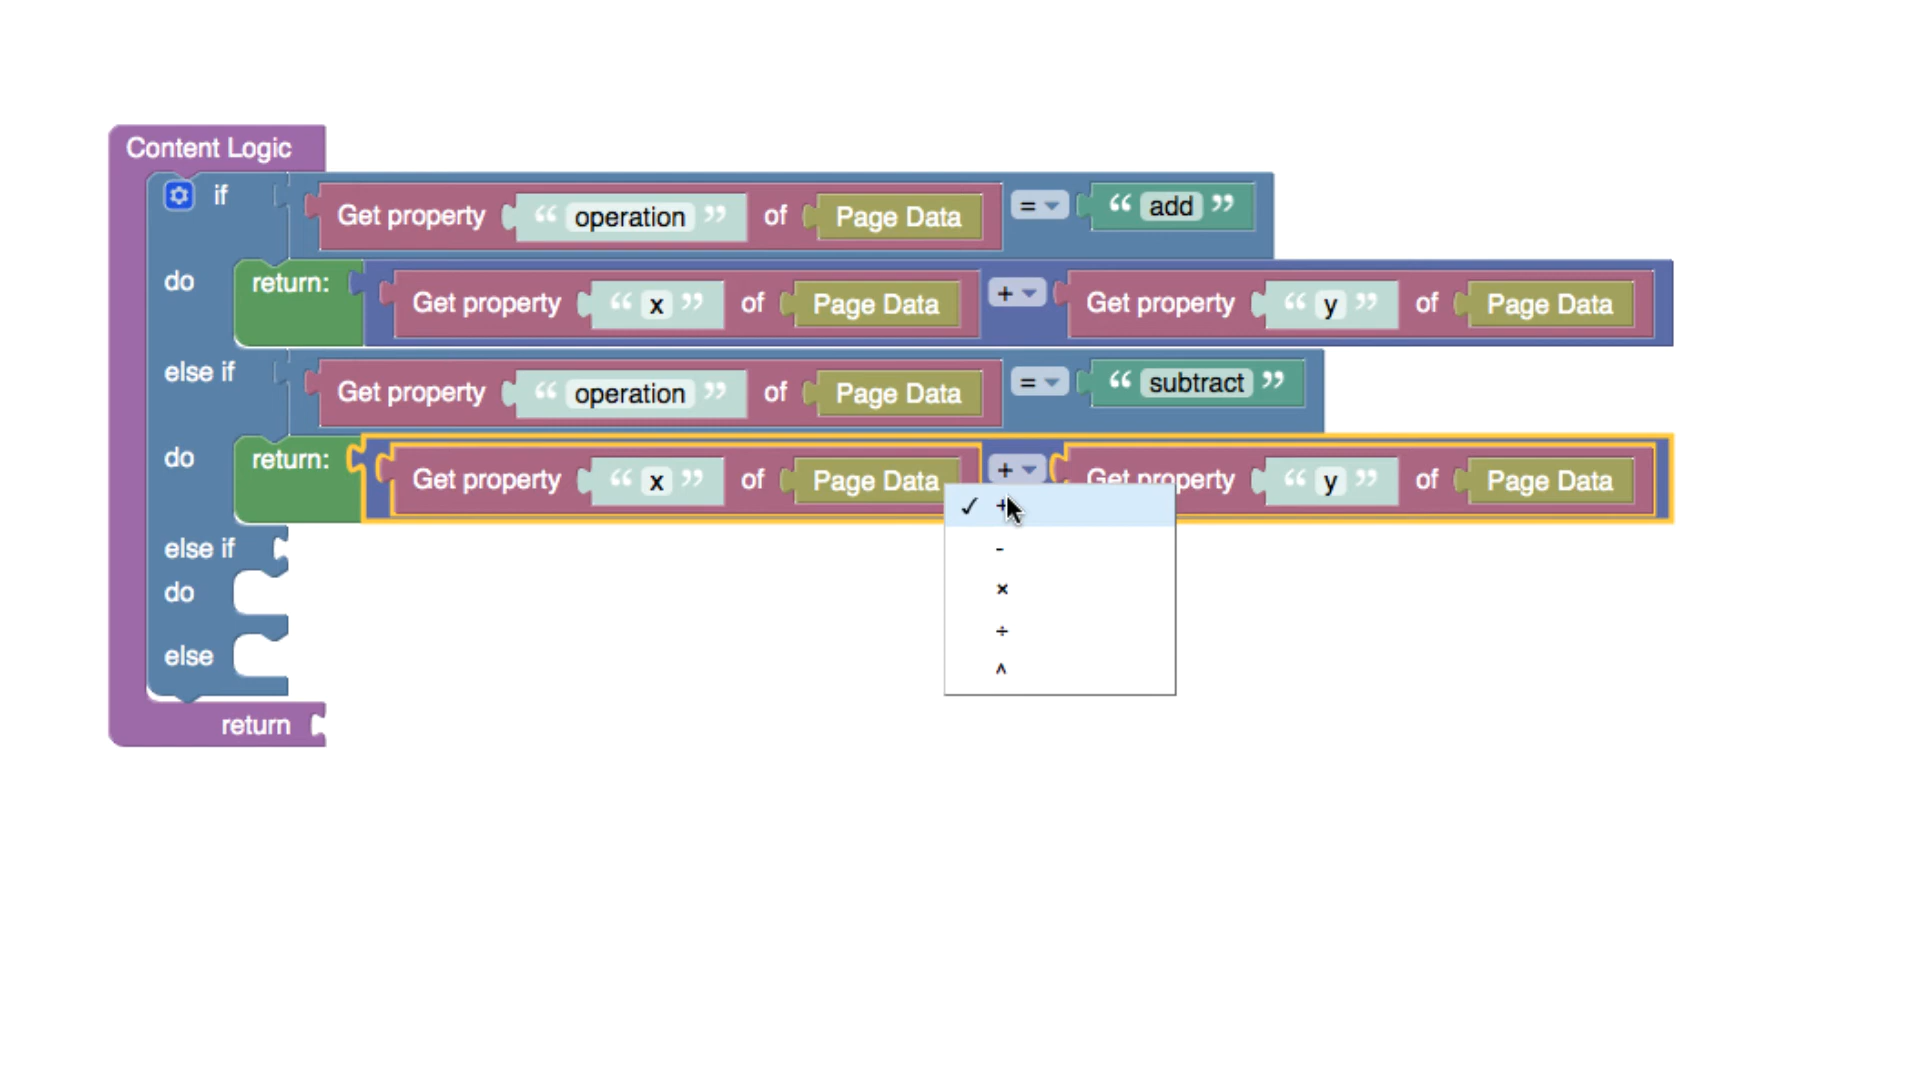 Content Logic
if Get property “ operation ” of Page Data = “ add ”
do return: Get property “ x ” of Page Data + Get property “ y ” of Page Data
else if Get property “ operation ” of Page Data = “ subtract ”
do return: Get property “ x ” of Page Data + Get property “ y ” of Page Data
✓ +
else if
-
do
×
÷
else
^
return